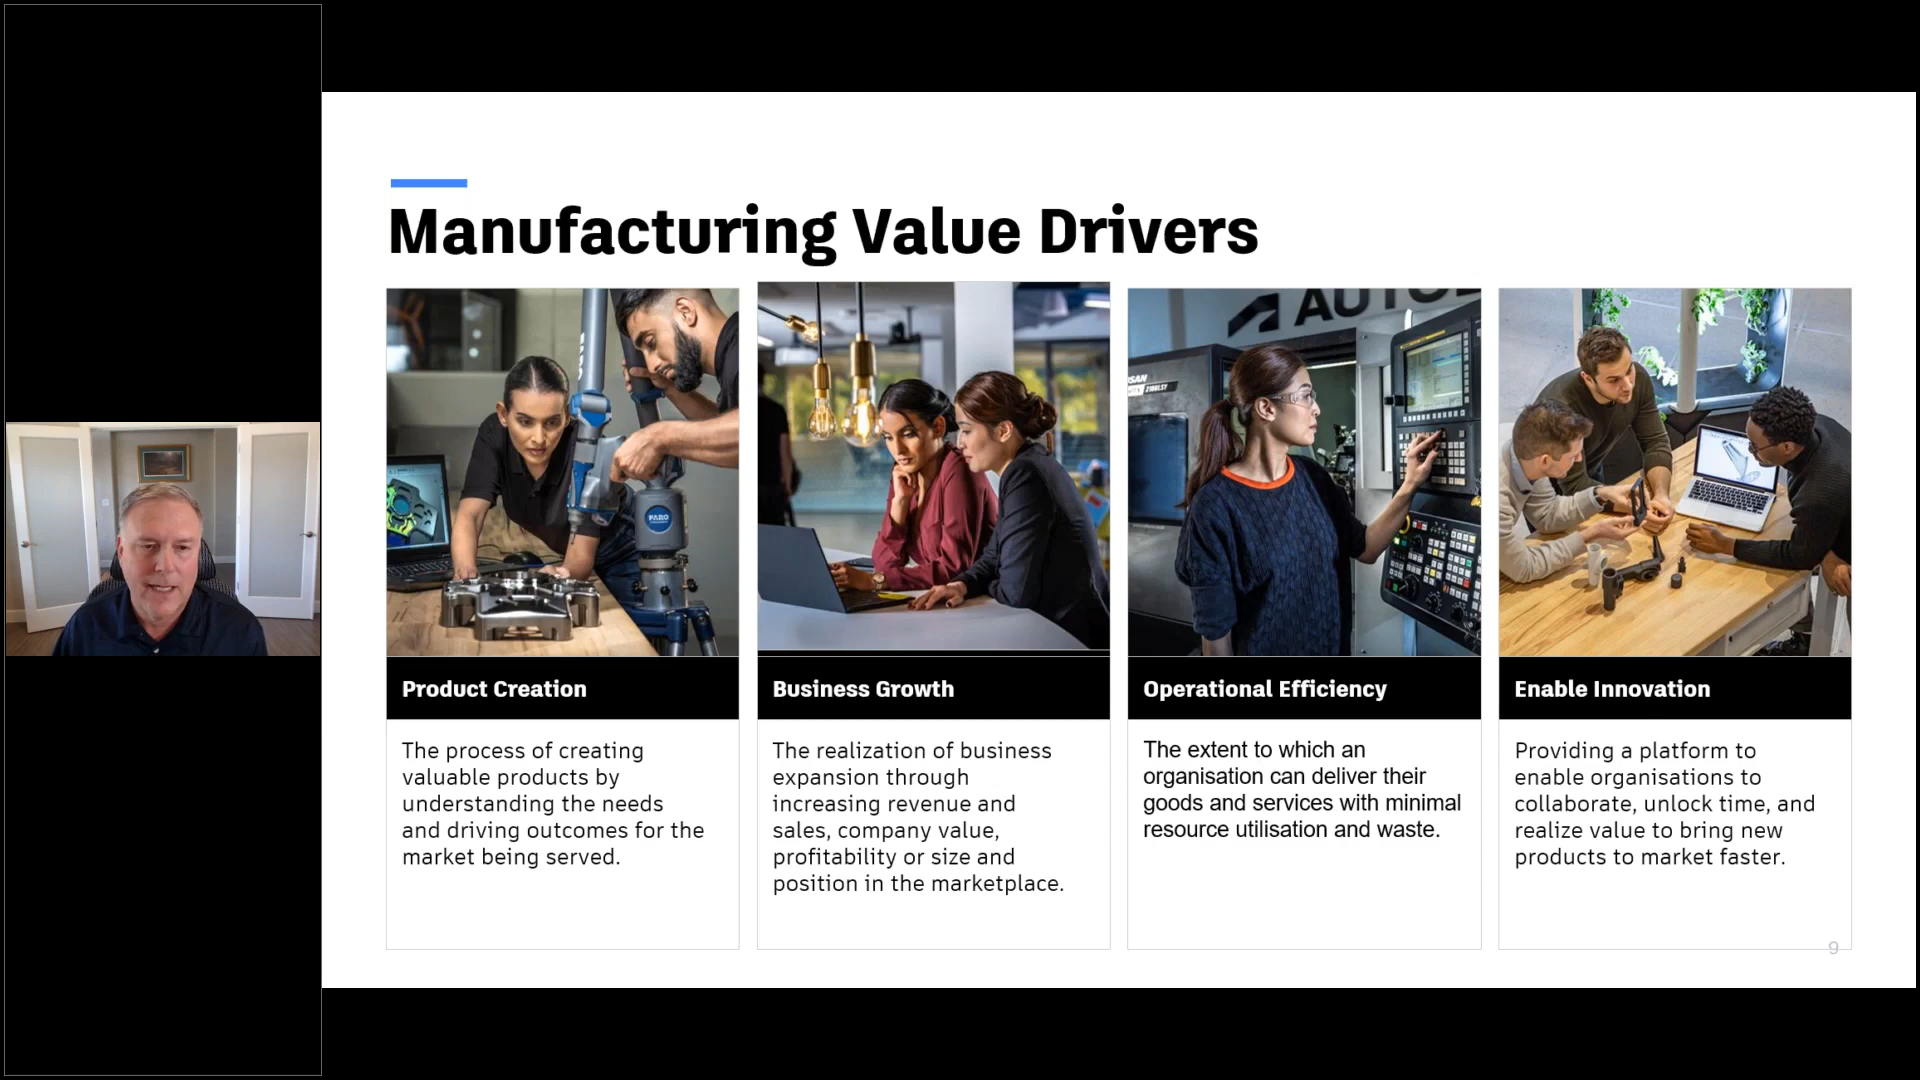 Manufacturing Value Drivers
FARO
AUTO
2100LSY
Product Creation
The process of creating
valuable products by
understanding the needs
and driving outcomes for the
market being served.
Business Growth
The realization of business
expansion through
increasing revenue and
sales, company value,
profitability or size and
position in the marketplace.
Operational Efficiency
The extent to which an
organisation can deliver their
goods and services with minimal
resource utilisation and waste.
Enable Innovation
Providing a platform to
enable organisations to
collaborate, unlock time, and
realize value to bring new
products to market faster.
9